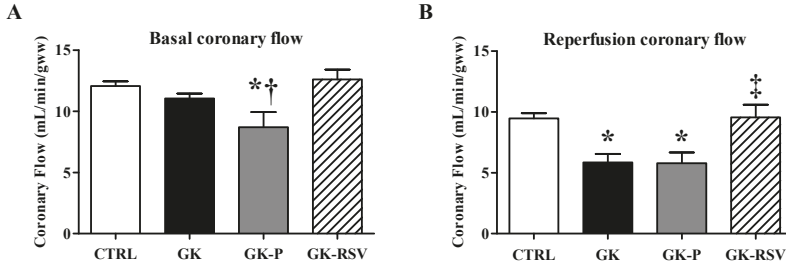 A
Basal coronary flow
Coronary Flow (mL/min/gww)
15
10
5
0
*†
CTRL GK GK-P GK-RSV
B
Reperfusion coronary flow
Coronary Flow (mL/min/gww)
15
10
5
0
* * ‡
CTRL GK GK-P GK-RSV